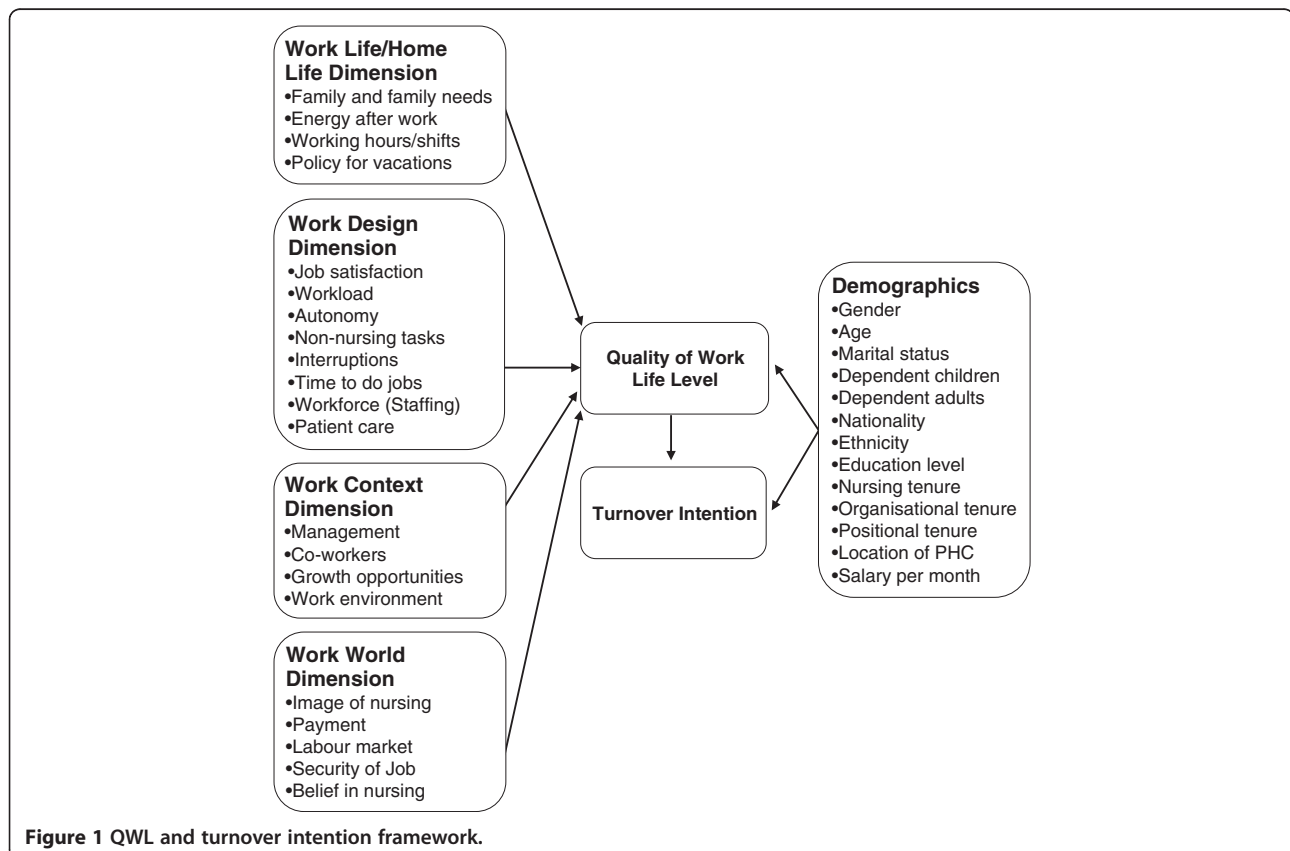 Work Life/Home
Life Dimension
•Family and family needs
•Energy after work
•Working hours/shifts
•Policy for vacations
Work Design
Dimension
•Job satisfaction
•Workload
•Autonomy
•Non-nursing tasks
•Interruptions
•Time to do jobs
•Workforce (Staffing)
•Patient care
Work Context
Dimension
•Management
•Co-workers
•Growth opportunities
•Work environment
Work World
Dimension
•Image of nursing
•Payment
•Labour market
•Security of Job
•Belief in nursing
Quality of Work
Life Level
Turnover Intention
Demographics
•Gender
•Age
•Marital status
•Dependent children
•Dependent adults
•Nationality
•Ethnicity
•Education level
•Nursing tenure
•Organisational tenure
•Positional tenure
•Location of PHC
•Salary per month
Figure 1 QWL and turnover intention framework.